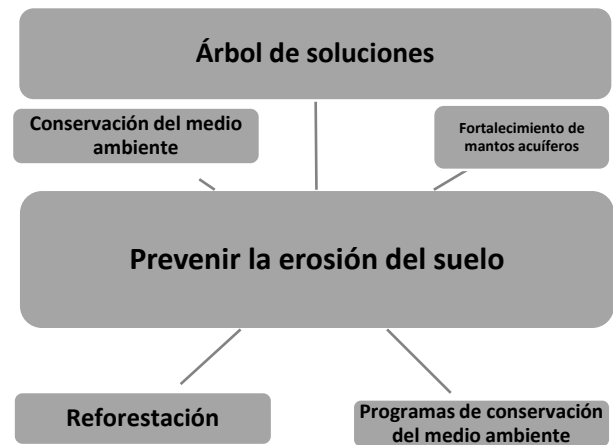 Árbol de soluciones
Conservación del medio
ambiente
Fortalecimiento de
mantos acuíferos
Prevenir la erosión del suelo
Reforestación
Programas de conservación
del medio ambiente